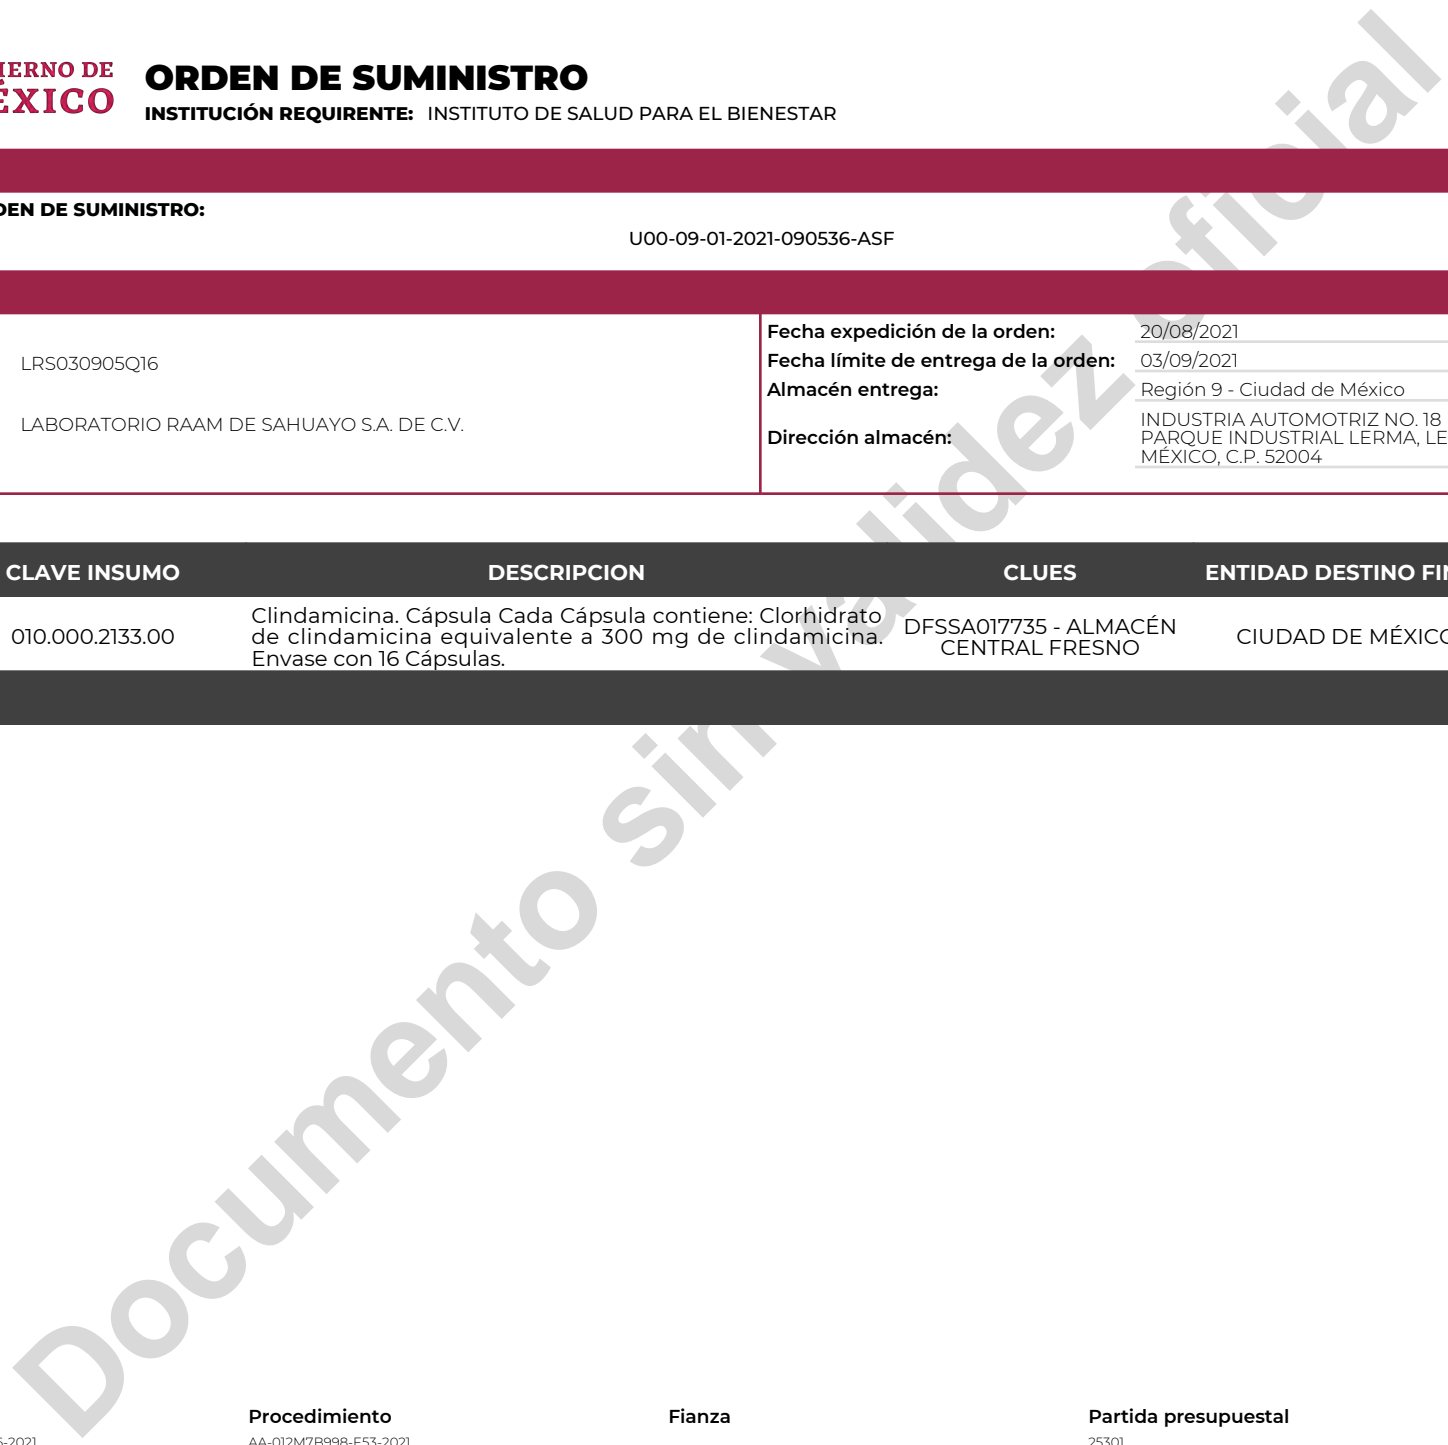 IERNO DE
ÉXICO
ORDEN DE SUMINISTRO
INSTITUCIÓN REQUIRENTE: INSTITUTO DE SALUD PARA EL BIENESTAR
DEN DE SUMINISTRO:
U00-09-01-2021-090536-ASF
LRS030905Q16
LABORATORIO RAAM DE SAHUAYO S.A. DE C.V.
Fecha expedición de la orden: 20/08/2021
Fecha límite de entrega de la orden: 03/09/2021
Almacén entrega: Región 9 - Ciudad de México
Dirección almacén: INDUSTRIA AUTOMOTRIZ NO. 18
PARQUE INDUSTRIAL LERMA, LE
MÉXICO, C.P. 52004
CLAVE INSUMO DESCRIPCION CLUES ENTIDAD DESTINO FIN
010.000.2133.00
Clindamicina. Cápsula Cada Cápsula contiene: Clorhidrato
de clindamicina equivalente a 300 mg de clindamicina.
Envase con 16 Cápsulas.
DFSSA017735 - ALMACÉN
CENTRAL FRESNO
CIUDAD DE MÉXICO
Documento sin validez oficial
Procedimiento Fianza Partida presupuestal
-2021 AA-012M7B998-E53-2021 25301